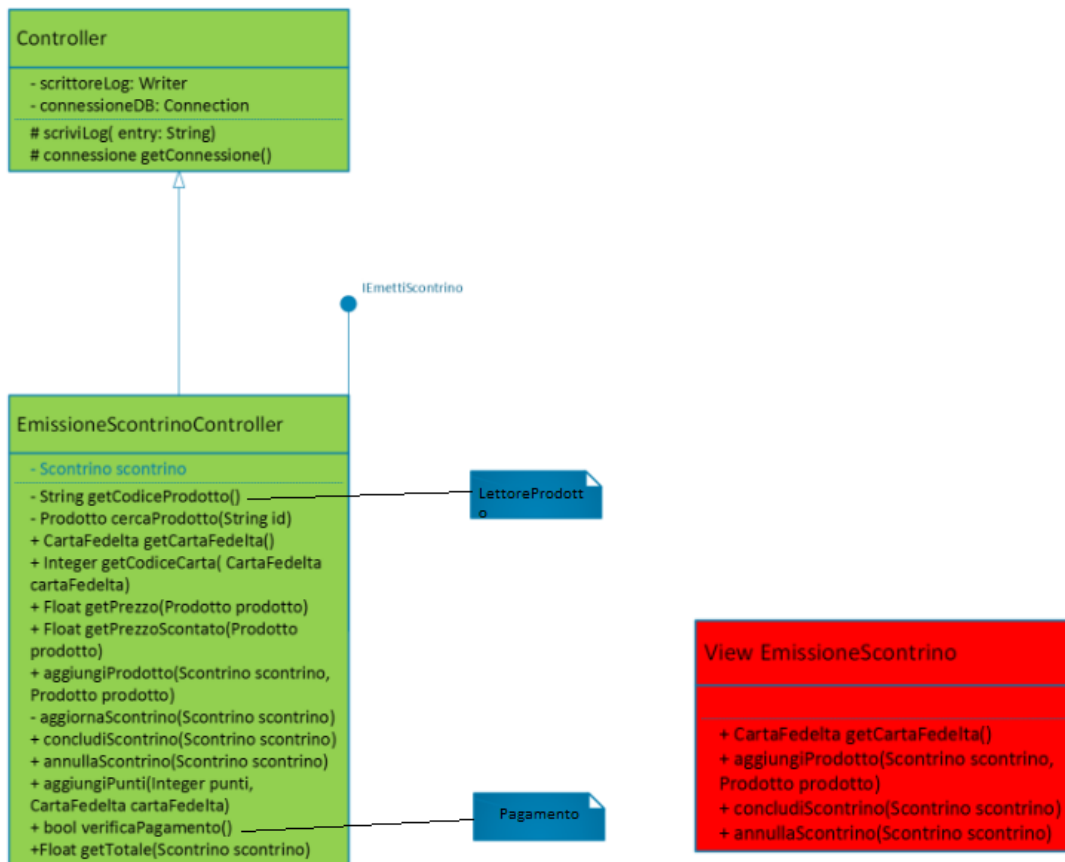 Controller
- scrittoreLog: Writer
- connessioneDB: Connection
# scriviLog( entry: String)
# connessione getConnessione()
IEmettiScontrino
EmissioneScontrinoController
- Scontrino scontrino
- String getCodiceProdotto()
- Prodotto cercaProdotto(String id)
+ CartaFedelta getCartaFedelta()
+ Integer getCodiceCarta( CartaFedelta
cartaFedelta)
+ Float getPrezzo(Prodotto prodotto)
+ Float getPrezzoScontato(Prodotto
prodotto)
+ aggiungiProdotto(Scontrino scontrino,
Prodotto prodotto)
- aggiornaScontrino(Scontrino scontrino)
+ concludiScontrino(Scontrino scontrino)
+ annullaScontrino(Scontrino scontrino)
+ aggiungiPunti(Integer punti,
CartaFedelta cartaFedelta)
+ bool verificaPagamento()
+Float getTotale(Scontrino scontrino)
LettoreProdott
o
Pagamento
View EmissioneScontrino
+ CartaFedelta getCartaFedelta()
+ aggiungiProdotto(Scontrino scontrino,
Prodotto prodotto)
+ concludiScontrino(Scontrino scontrino)
+ annullaScontrino(Scontrino scontrino)